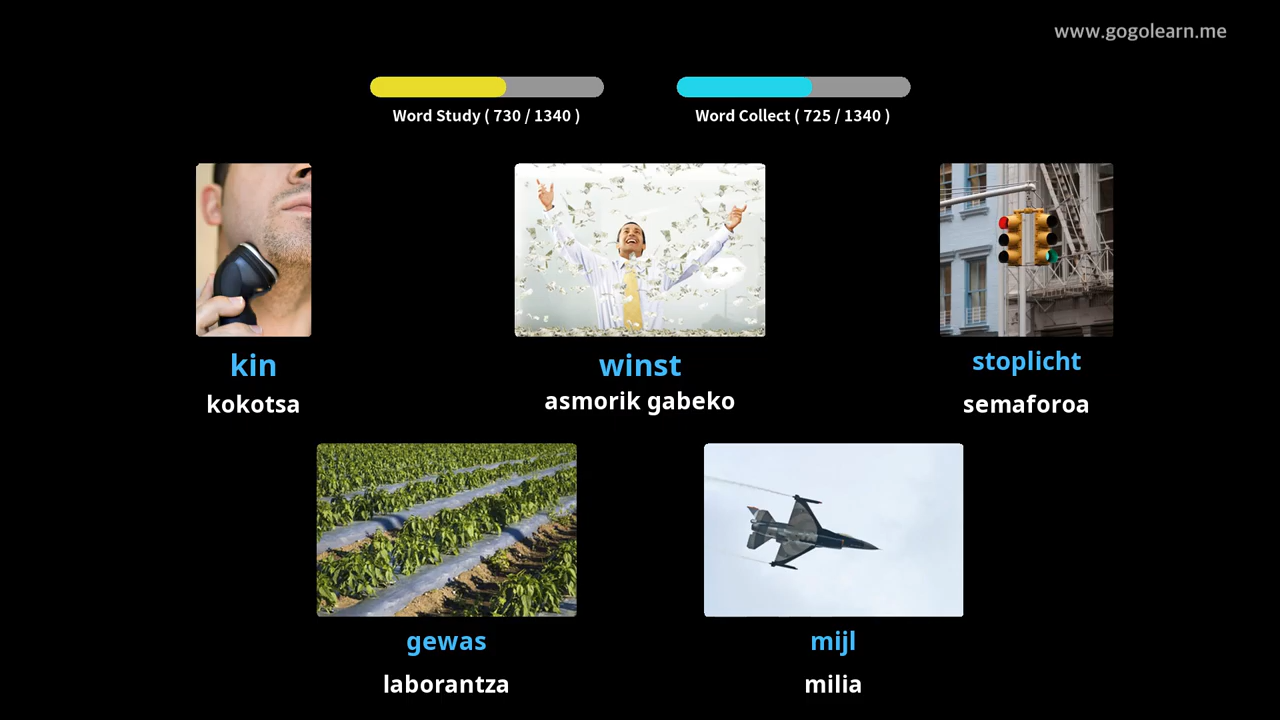 www.gogolearn.me
Word Study ( 730 / 1340 )
Word Collect ( 725 / 1340 )
kin
kokotsa
winst
asmorik gabeko
stoplicht
semaforoa
gewas
laborantza
mijl
milia